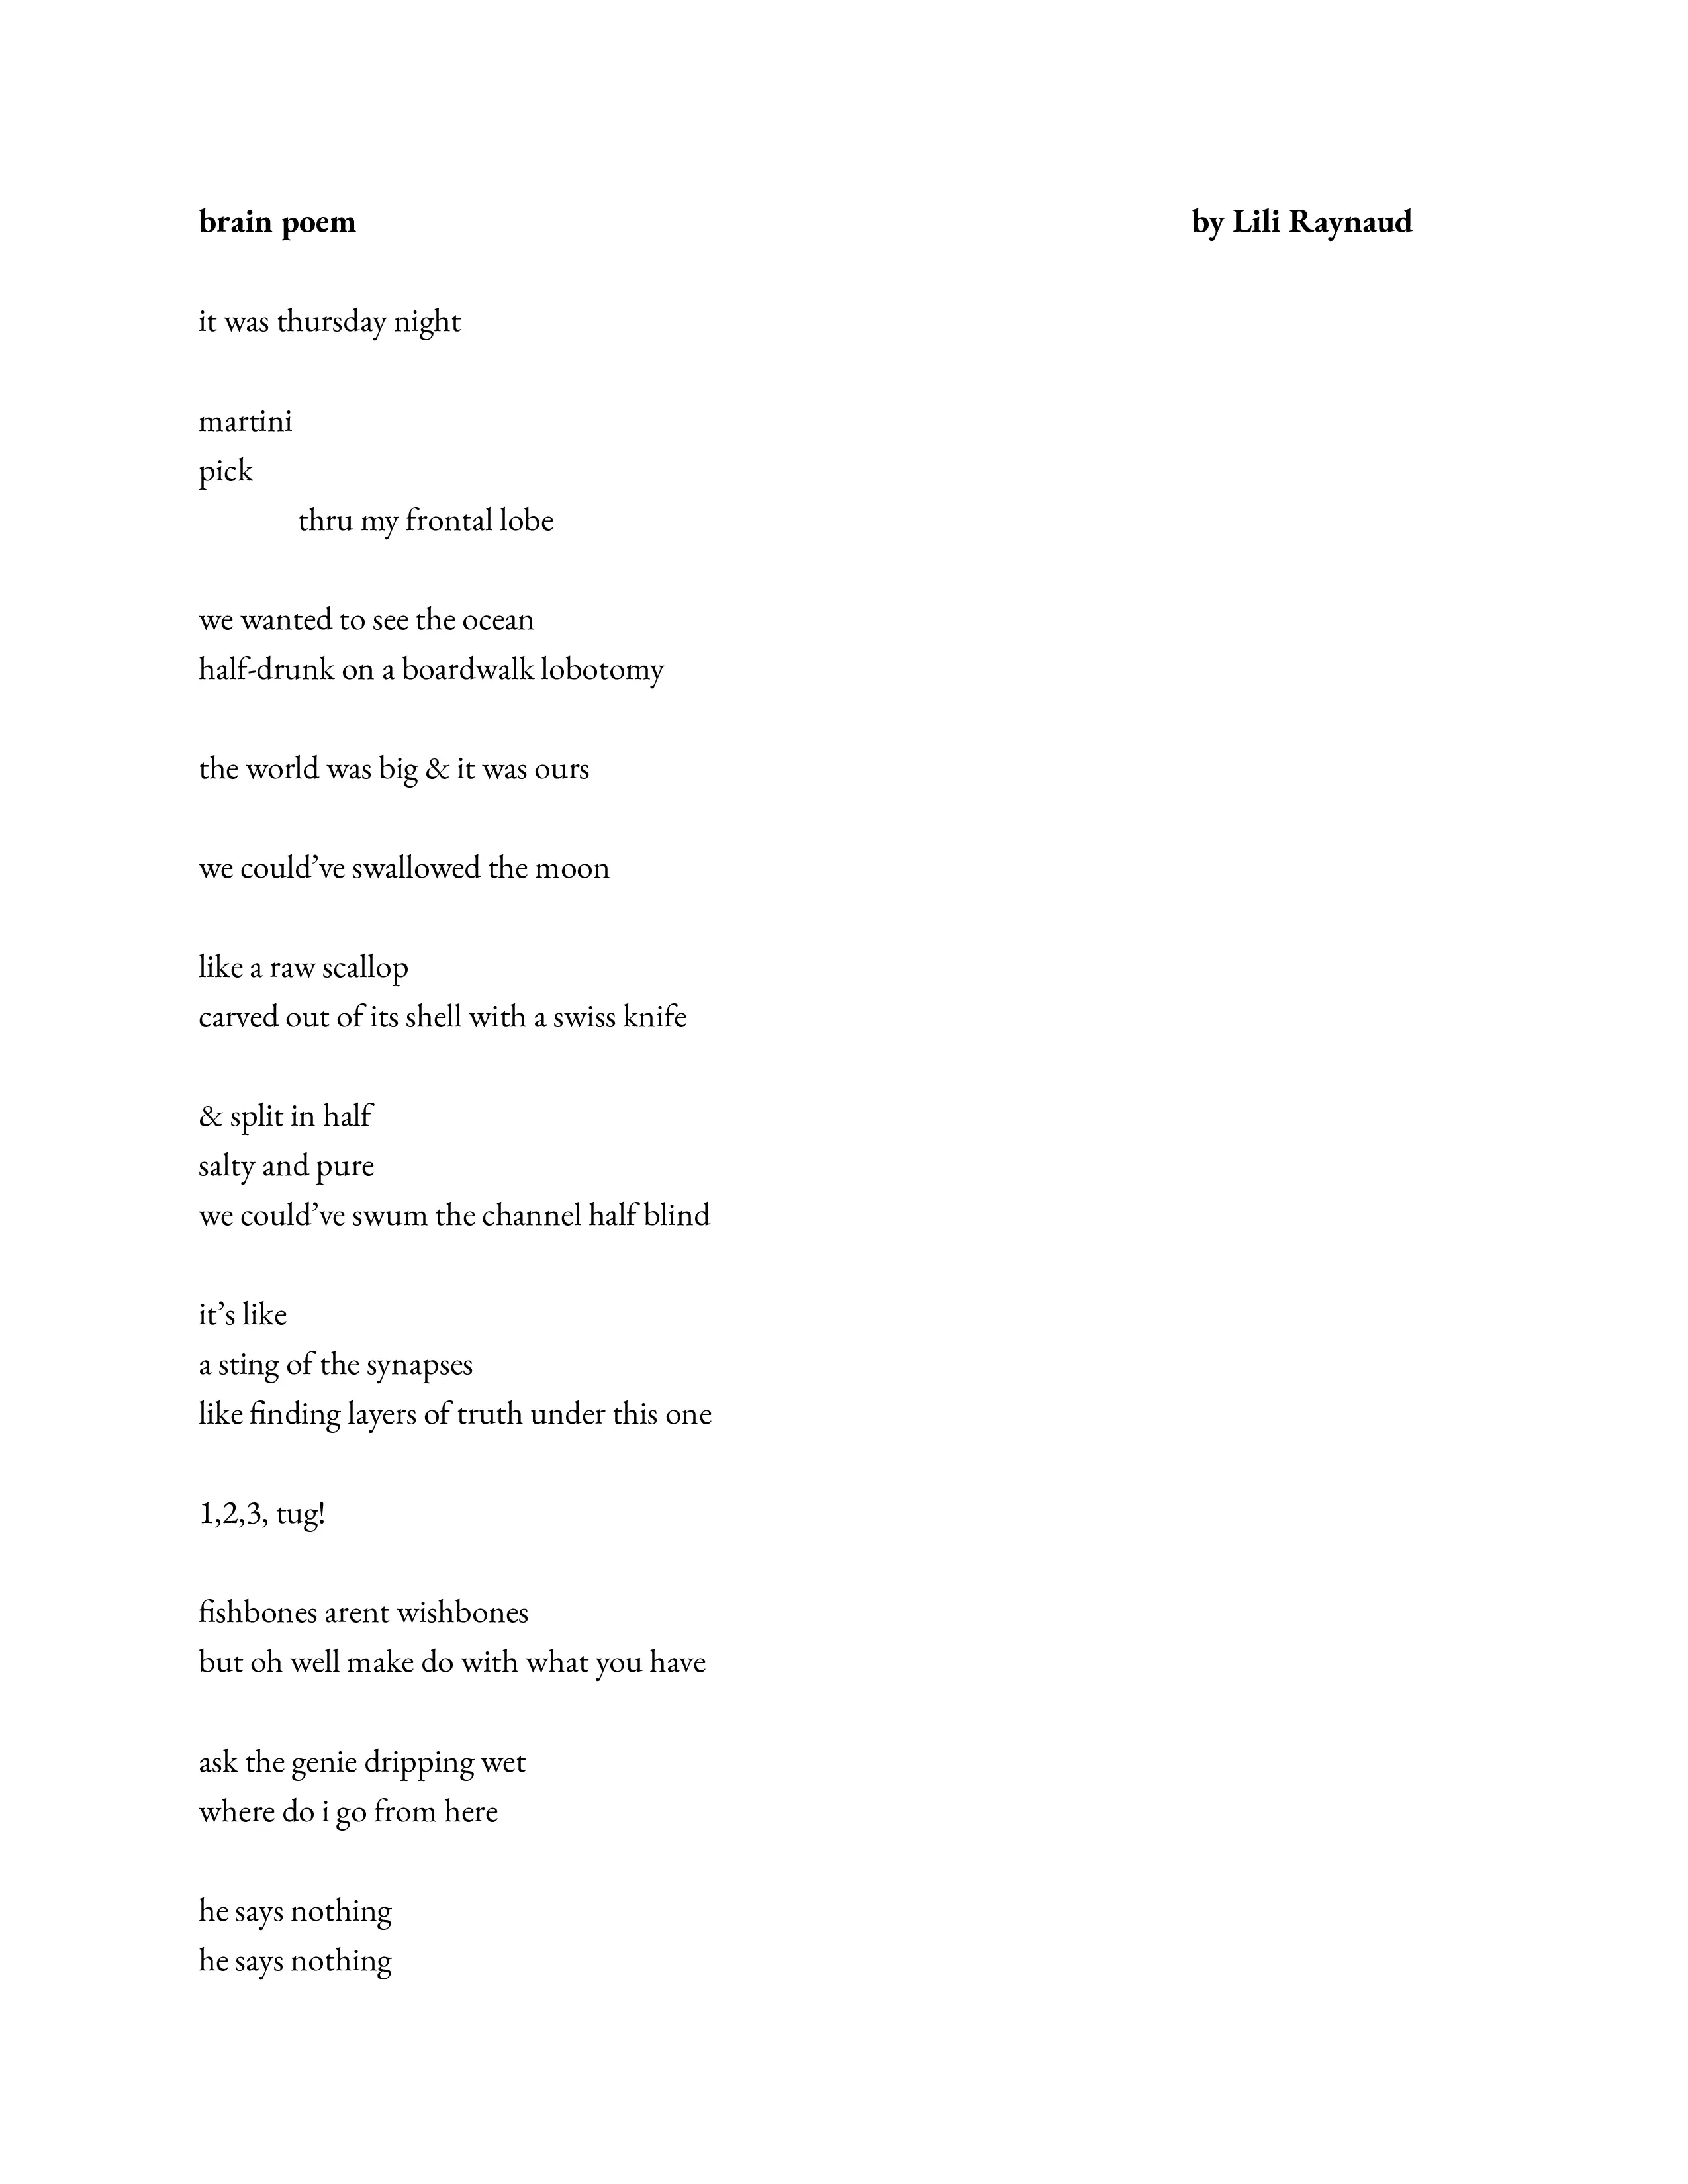 brain poem by Lili Raynaud
it was thursday night
martini
pick
thru my frontal lobe
we wanted to see the ocean
half-drunk on a boardwalk lobotomy
the world was big & it was ours
we could’ve swallowed the moon
like a raw scallop
carved out of its shell with a swiss knife
& split in half
salty and pure
we could’ve swum the channel half blind
it’s like
a sting of the synapses
like finding layers of truth under this one
1,2,3, tug!
fishbones arent wishbones
but oh well make do with what you have
ask the genie dripping wet
where do i go from here
he says nothing
he says nothing